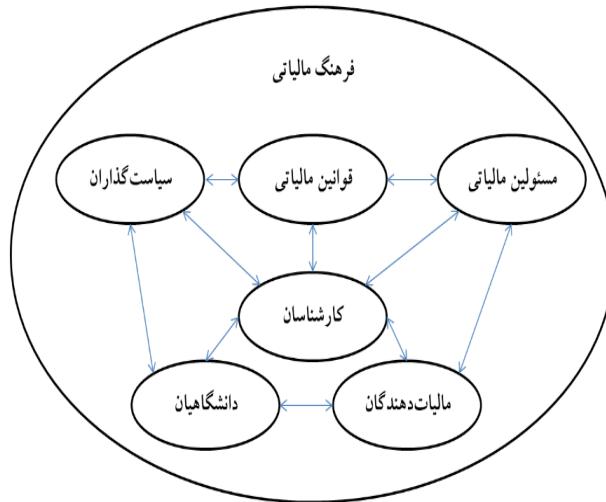 فرهنگ مالیاتی
مسئولین مالیاتی
قوانین مالیاتی
سیاست‌گذاران
کارشناسان
مالیات‌دهندگان
دانشگاهیان